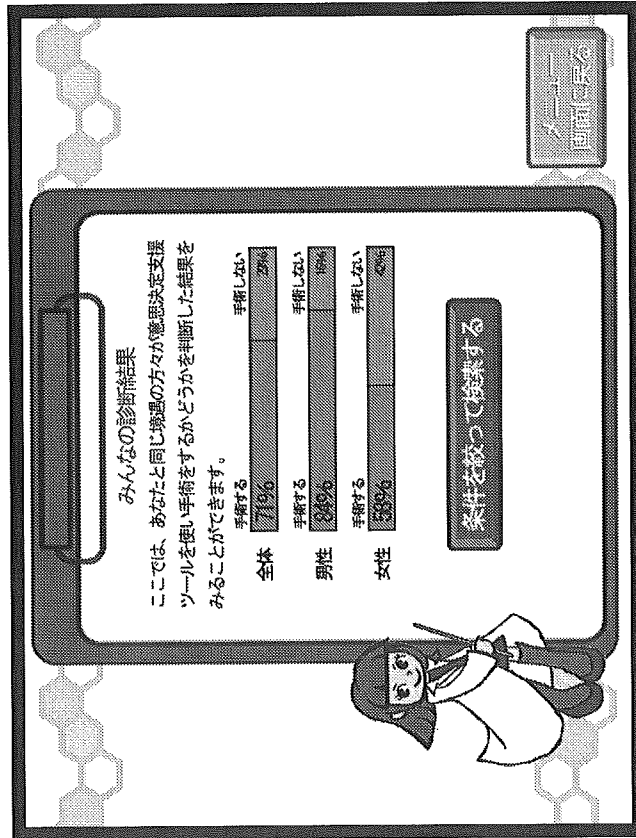 みんなの診断結果
ここでは、あなたと同じ境遇の方々が意思決定支援
ツールを使い手術をするかどうかを判断した結果を
みることができます。
手術する 手術しない
全体 71% 29%
手術する 手術しない
男性 84% 16%
手術する 手術しない
女性 58% 42%
条件を絞って検索する
メニュー
画面に戻る